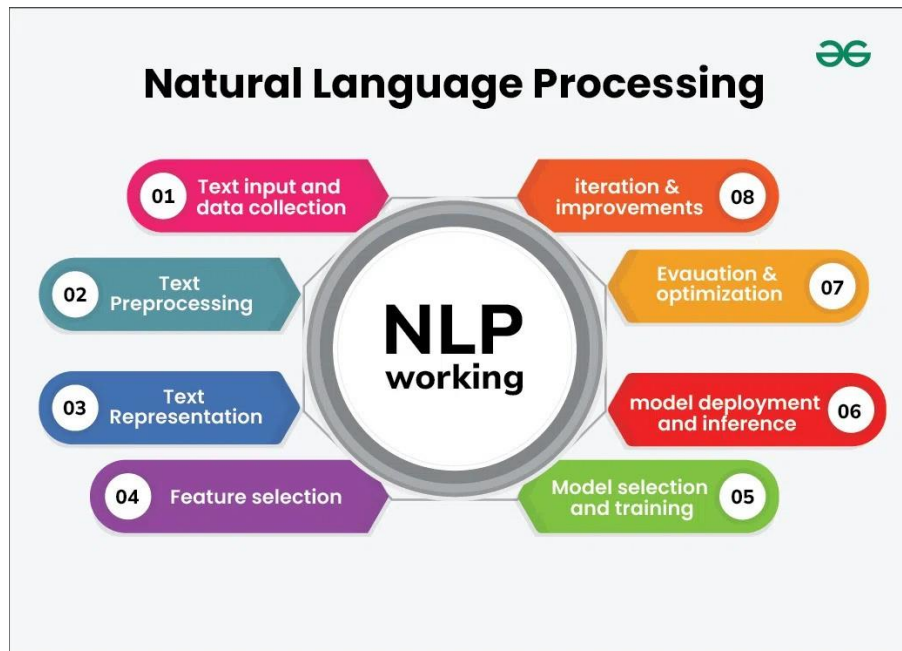 Natural Language Processing
01
Text input and
data collection
02
Text
Preprocessing
03
Text
Representation
04
Feature selection
NLP
working
Model selection
and training
05
model deployment
and inference
06
Evauation &
optimization
07
iteration &
improvements
08